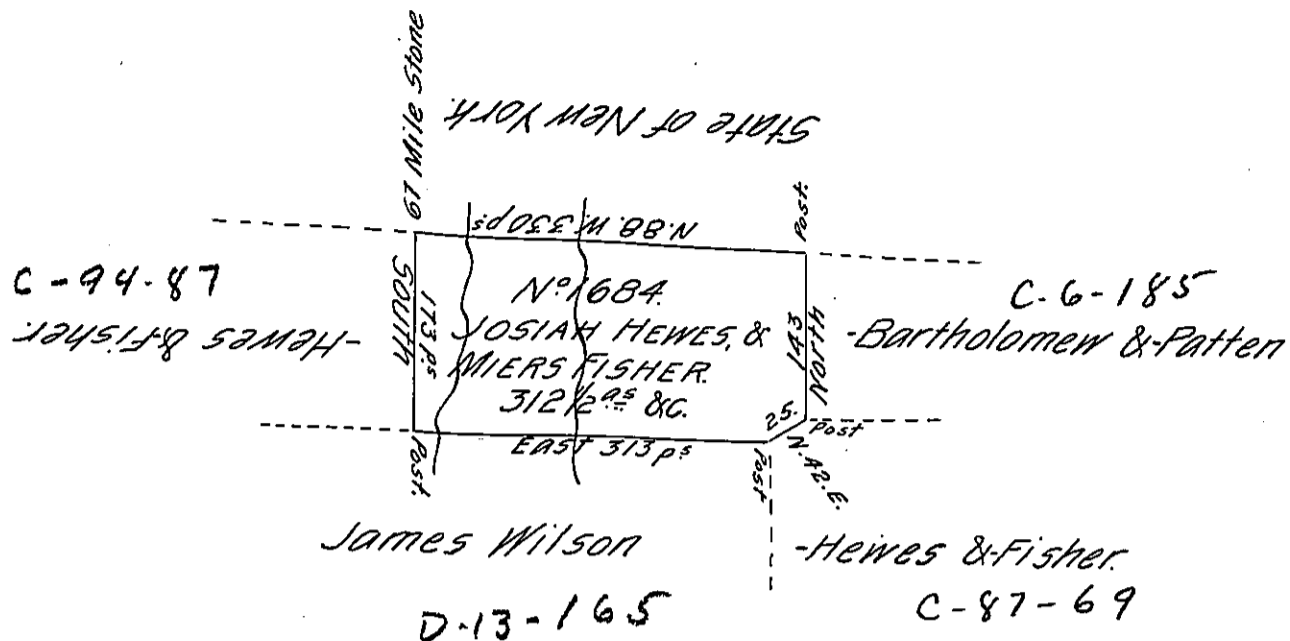 67 Mile Stone
State of New York.
N. 88. W. 330 ps.
Post.
C-94-87
-Hewes & Fisher.
SOUTH
173 ps
No 1684.
JOSIAH HEWES, &
MIERS FISHER.
312 1/2 as &C.
143
North
C-6-185
-Bartholomew & Patten
25.
Post
N. 42. E.
East 313 ps
Post.
Post
James Wilson
-Hewes & Fisher.
D-13-165
C-87-69